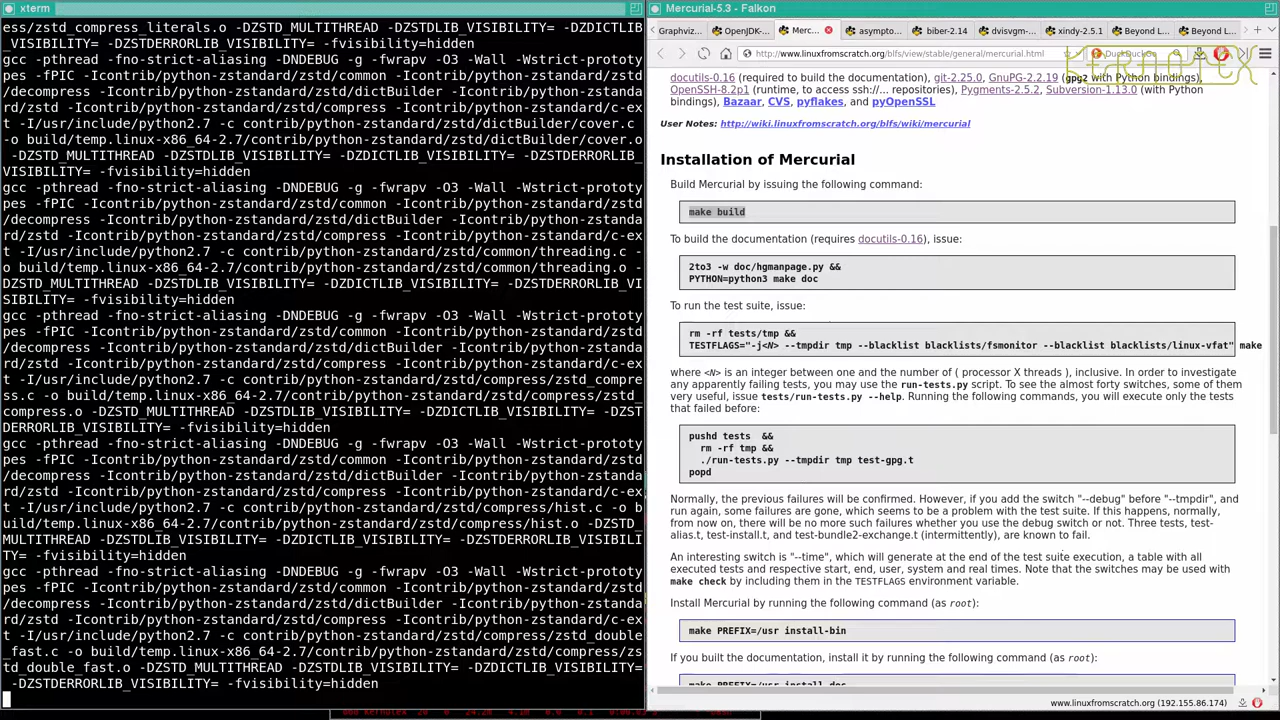 xterm
ess/zstd_compress_literals.o -DZSTD_MULTITHREAD -DZSTDLIB_VISIBILITY= -DZDICTLIB
_VISIBILITY= -DZSTDERRORLIB_VISIBILITY= -fvisibility=hidden
gcc -pthread -fno-strict-aliasing -DNDEBUG -g -fwrapv -O3 -Wall -Wstrict-prototy
pes -fPIC -Icontrib/python-zstandard/zstd/common -Icontrib/python-zstandard/zstd
/decompress -Icontrib/python-zstandard/zstd/dictBuilder -Icontrib/python-zstanda
rd/zstd -Icontrib/python-zstandard/zstd/compress -Icontrib/python-zstandard/c-ex
t -I/usr/include/python2.7 -c contrib/python-zstandard/zstd/dictBuilder/cover.c
-o build/temp.linux-x86_64-2.7/contrib/python-zstandard/zstd/dictBuilder/cover.o
 -DZSTD_MULTITHREAD -DZSTDLIB_VISIBILITY= -DZDICTLIB_VISIBILITY= -DZSTDERRORLIB_
VISIBILITY= -fvisibility=hidden
gcc -pthread -fno-strict-aliasing -DNDEBUG -g -fwrapv -O3 -Wall -Wstrict-prototy
pes -fPIC -Icontrib/python-zstandard/zstd/common -Icontrib/python-zstandard/zstd
/decompress -Icontrib/python-zstandard/zstd/dictBuilder -Icontrib/python-zstanda
rd/zstd -Icontrib/python-zstandard/zstd/compress -Icontrib/python-zstandard/c-ex
t -I/usr/include/python2.7 -c contrib/python-zstandard/zstd/common/threading.c -
o build/temp.linux-x86_64-2.7/contrib/python-zstandard/zstd/common/threading.o -
DZSTD_MULTITHREAD -DZSTDLIB_VISIBILITY= -DZDICTLIB_VISIBILITY= -DZSTDERRORLIB_VI
SIBILITY= -fvisibility=hidden
gcc -pthread -fno-strict-aliasing -DNDEBUG -g -fwrapv -O3 -Wall -Wstrict-prototy
pes -fPIC -Icontrib/python-zstandard/zstd/common -Icontrib/python-zstandard/zstd
/decompress -Icontrib/python-zstandard/zstd/dictBuilder -Icontrib/python-zstanda
rd/zstd -Icontrib/python-zstandard/zstd/compress -Icontrib/python-zstandard/c-ex
t -I/usr/include/python2.7 -c contrib/python-zstandard/zstd/compress/zstd_compre
ss.c -o build/temp.linux-x86_64-2.7/contrib/python-zstandard/zstd/compress/zstd_
compress.o -DZSTD_MULTITHREAD -DZSTDLIB_VISIBILITY= -DZDICTLIB_VISIBILITY= -DZST
DERRORLIB_VISIBILITY= -fvisibility=hidden
gcc -pthread -fno-strict-aliasing -DNDEBUG -g -fwrapv -O3 -Wall -Wstrict-prototy
pes -fPIC -Icontrib/python-zstandard/zstd/common -Icontrib/python-zstandard/zstd
/decompress -Icontrib/python-zstandard/zstd/dictBuilder -Icontrib/python-zstanda
rd/zstd -Icontrib/python-zstandard/zstd/compress -Icontrib/python-zstandard/c-ex
t -I/usr/include/python2.7 -c contrib/python-zstandard/zstd/compress/hist.c -o b
uild/temp.linux-x86_64-2.7/contrib/python-zstandard/zstd/compress/hist.o -DZSTD_
MULTITHREAD -DZSTDLIB_VISIBILITY= -DZDICTLIB_VISIBILITY= -DZSTDERRORLIB_VISIBILI
TY= -fvisibility=hidden
gcc -pthread -fno-strict-aliasing -DNDEBUG -g -fwrapv -O3 -Wall -Wstrict-prototy
pes -fPIC -Icontrib/python-zstandard/zstd/common -Icontrib/python-zstandard/zstd
/decompress -Icontrib/python-zstandard/zstd/dictBuilder -Icontrib/python-zstanda
rd/zstd -Icontrib/python-zstandard/zstd/compress -Icontrib/python-zstandard/c-ex
t -I/usr/include/python2.7 -c contrib/python-zstandard/zstd/compress/zstd_double
_fast.c -o build/temp.linux-x86_64-2.7/contrib/python-zstandard/zstd/compress/zs
td_double_fast.o -DZSTD_MULTITHREAD -DZSTDLIB_VISIBILITY= -DZDICTLIB_VISIBILITY=
 -DZSTDERRORLIB_VISIBILITY= -fvisibility=hidden
Mercurial-5.3 - Falkon
Graphviz... OpenJDK-... Merc... asympto... biber-2.14 dvisvgm-... xindy-2.5.1 Beyond L... Beyond L...
http://www.linuxfromscratch.org/blfs/view/stable/general/mercurial.html
KERNOTEX
docutils-0.16 (required to build the documentation), git-2.25.0, GnuPG-2.2.19 (gpg2 with Python bindings),
OpenSSH-8.2p1 (runtime, to access ssh://... repositories), Pygments-2.5.2, Subversion-1.13.0 (with Python
bindings), Bazaar, CVS, pyflakes, and pyOpenSSL
User Notes: http://wiki.linuxfromscratch.org/blfs/wiki/mercurial
Installation of Mercurial
Build Mercurial by issuing the following command:
make build
To build the documentation (requires docutils-0.16), issue:
2to3 -w doc/hgmanpage.py &&
PYTHON=python3 make doc
To run the test suite, issue:
rm -rf tests/tmp &&
TESTFLAGS="-j<N> --tmpdir tmp --blacklist blacklists/fsmonitor --blacklist blacklists/linux-vfat" make
where <N> is an integer between one and the number of ( processor X threads ), inclusive. In order to investigate
any apparently failing tests, you may use the run-tests.py script. To see the almost forty switches, some of them
very useful, issue tests/run-tests.py --help. Running the following commands, you will execute only the tests
that failed before:
pushd tests  &&
  rm -rf tmp &&
  ./run-tests.py --tmpdir tmp test-gpg.t
popd
Normally, the previous failures will be confirmed. However, if you add the switch "--debug" before "--tmpdir", and
run again, some failures are gone, which seems to be a problem with the test suite. If this happens, normally,
from now on, there will be no more such failures whether you use the debug switch or not. Three tests, test-
alias.t, test-install.t, and test-bundle2-exchange.t (intermittently), are known to fail.
An interesting switch is "--time", which will generate at the end of the test suite execution, a table with all
executed tests and respective start, end, user, system and real times. Note that the switches may be used with
make check by including them in the TESTFLAGS environment variable.
Install Mercurial by running the following command (as root):
make PREFIX=/usr install-bin
If you built the documentation, install it by running the following command (as root):
make PREFIX=/usr install-doc
www.linuxfromscratch.org (192.155.86.174)